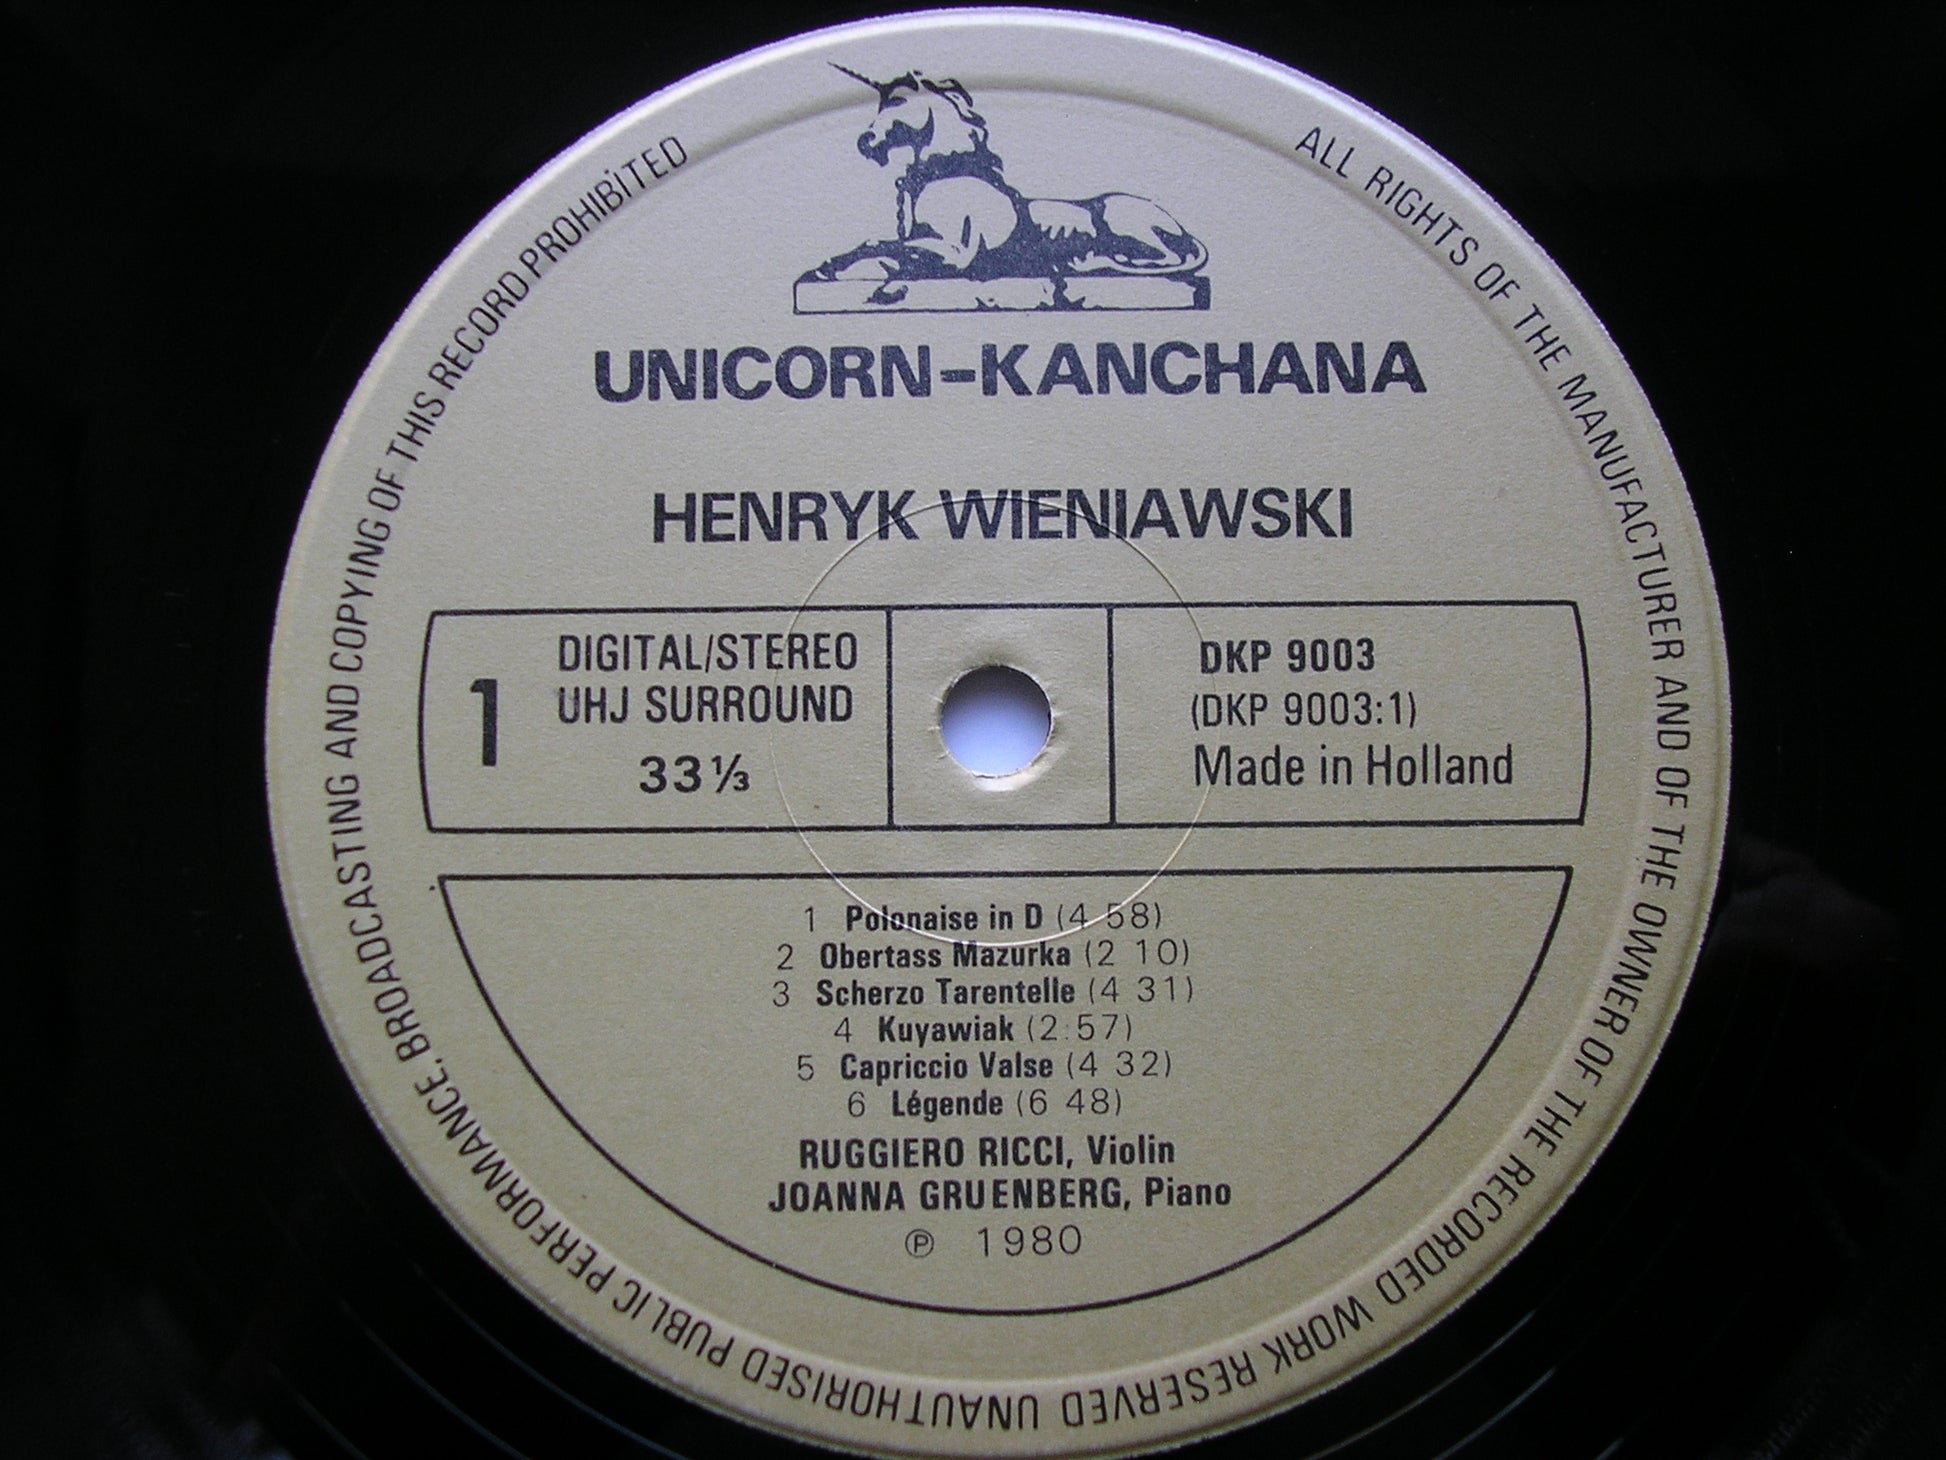 UNICORN-KANCHANA
HENRYK WIENIAWSKI
1
DIGITAL/STEREO
UHJ SURROUND
33 1/3
DKP 9003
(DKP 9003:1)
Made in Holland
1 Polonaise in D (4 58)
2 Obertass Mazurka (2 10)
3 Scherzo Tarentelle (4 31)
4 Kuyawiak (2:57)
5 Capriccio Valse (4 32)
6 Légende (6 48)
RUGGIERO RICCI, Violin
JOANNA GRUENBERG, Piano
℗ 1980
ALL RIGHTS OF THE MANUFACTURER AND OF THE OWNER OF THE RECORDED WORK RESERVED UNAUTHORISED PUBLIC PERFORMANCE, BROADCASTING AND COPYING OF THIS RECORD PROHIBITED